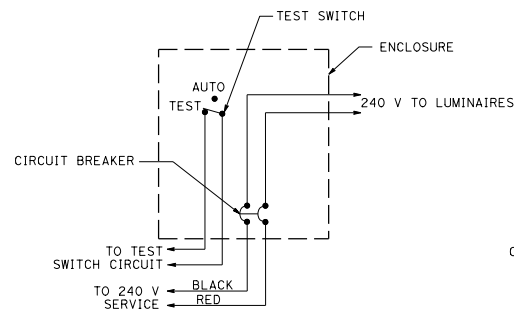 TEST SWITCH
ENCLOSURE
AUTO
TEST
240 V TO LUMINAIRES
CIRCUIT BREAKER
TO TEST
SWITCH CIRCUIT
TO 240 V
SERVICE
BLACK
RED